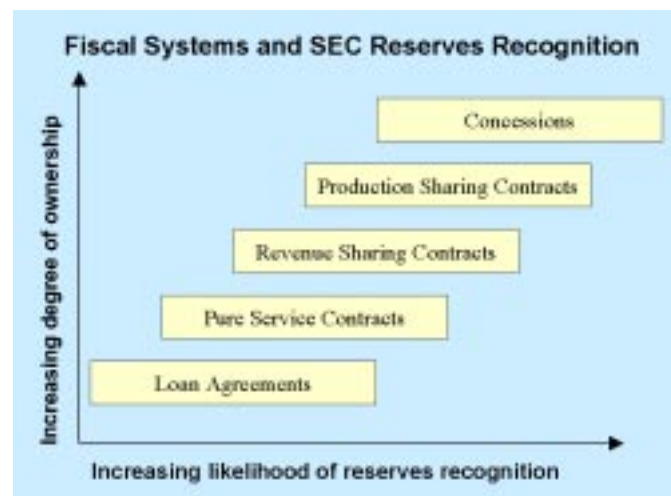 Fiscal Systems and SEC Reserves Recognition
Increasing degree of ownership
Concessions
Production Sharing Contracts
Revenue Sharing Contracts
Pure Service Contracts
Loan Agreements
Increasing likelihood of reserves recognition